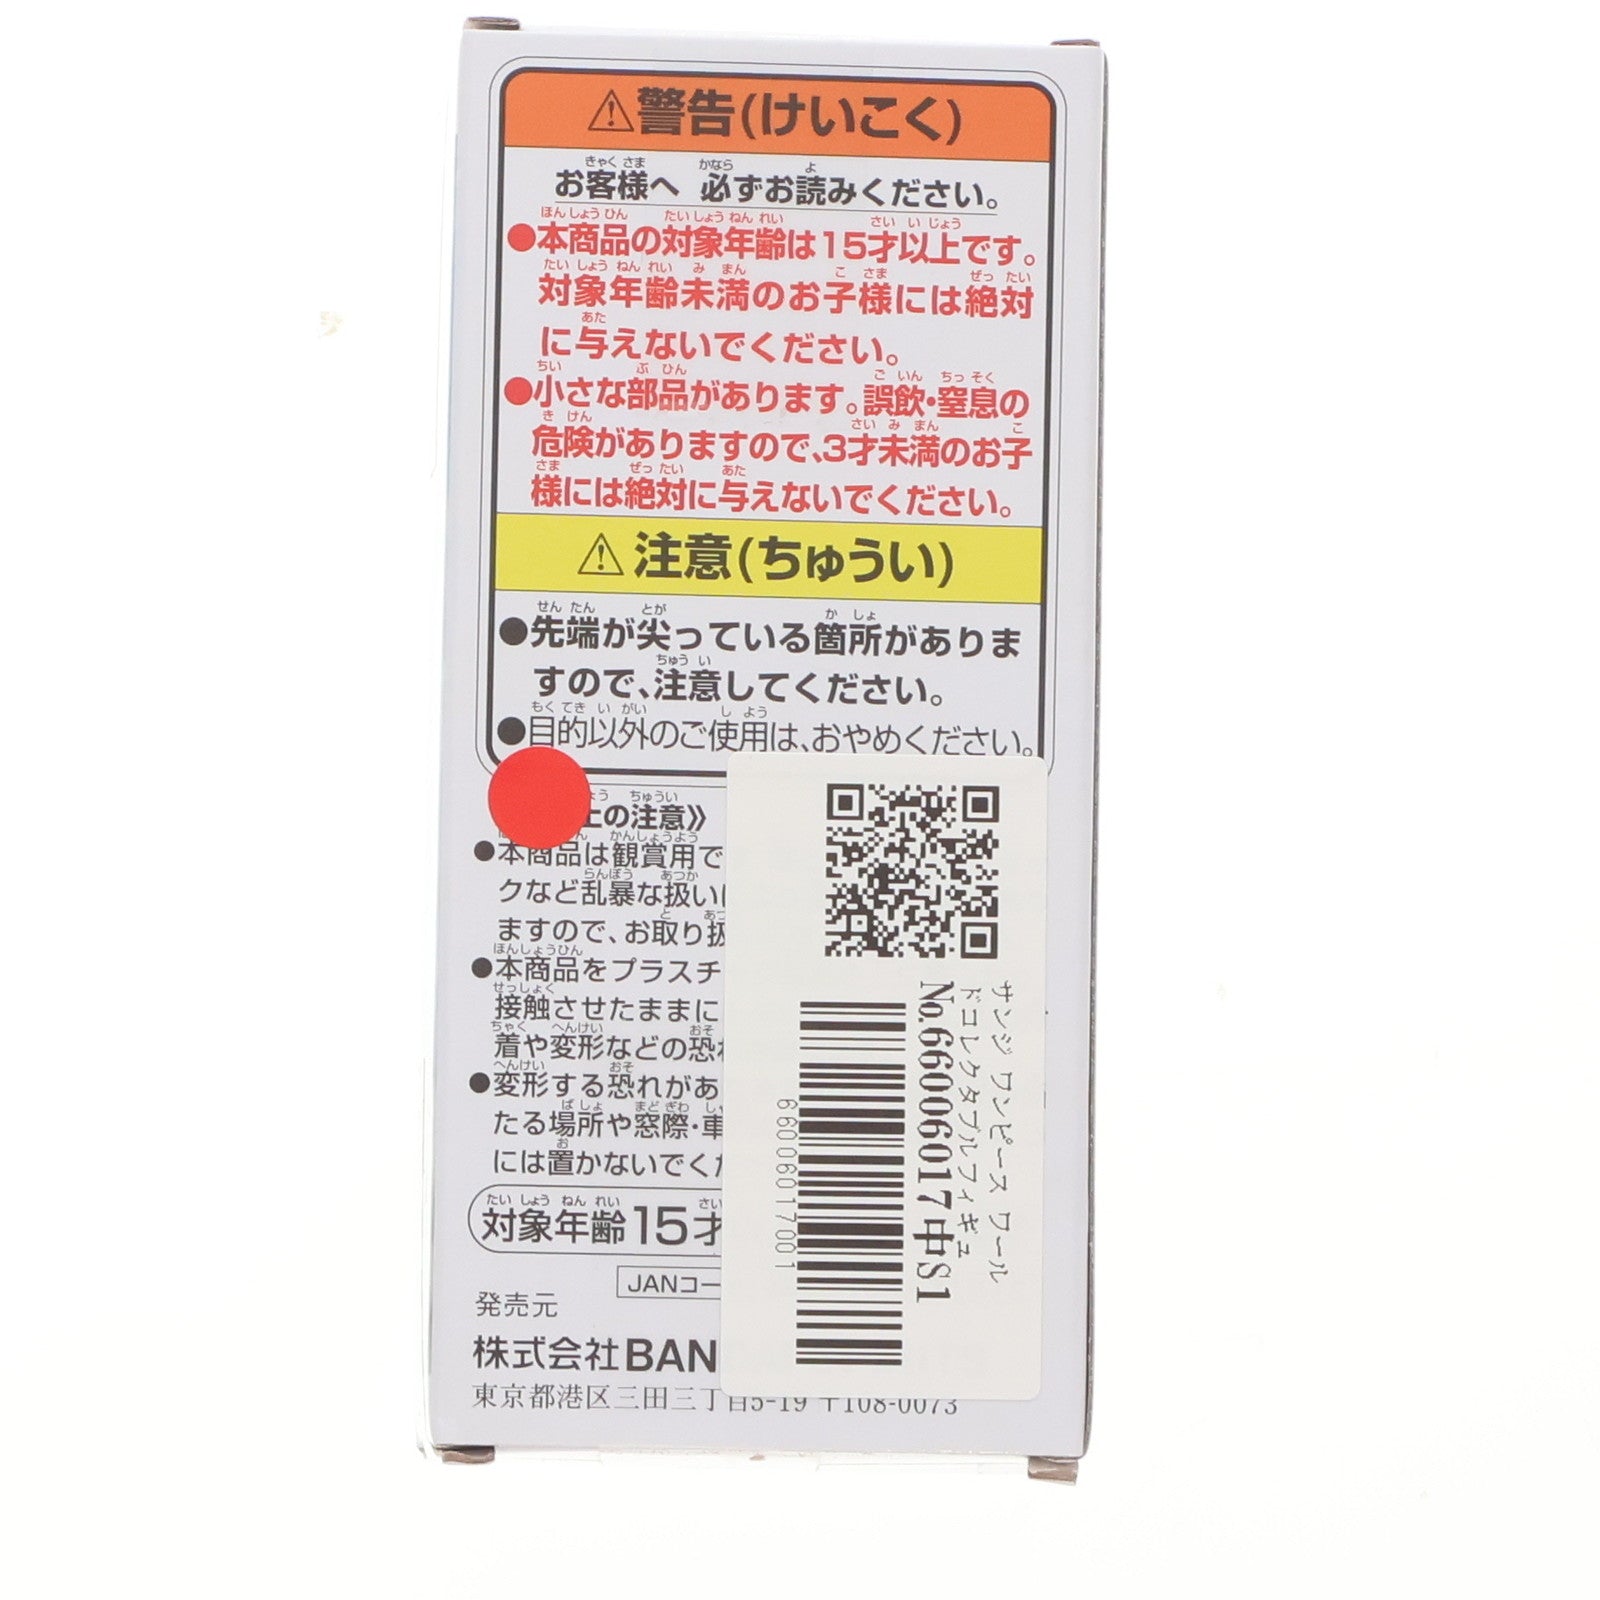 ⚠警告(けいこく)
お客様へ 必ずお読みください。
●本商品の対象年齢は15才以上です。
対象年齢未満のお子様には絶対
に与えないでください。
●小さな部品があります。誤飲・窒息の
危険がありますので、3才未満のお子
様には絶対に与えないでください。
⚠注意(ちゅうい)
●先端が尖っている箇所がありま
すので、注意してください。
●目的以外のご使用は、おやめください。
上の注意》
●本商品は観賞用で
クなど乱暴な扱い
ますので、お取り扱
●本商品をプラスチ
接触させたままに
着や変形などの恐れ
●変形する恐れがあ
たる場所や窓際・車
には置かないでくだ
対象年齢15才
JANコー
発売元
株式会社BAN
東京都港区三田三丁目5-19 〒108-0073
サンジ ワンピース ワール
ドコレクタブルフィギュ
No.66006017 中S1
66006017001